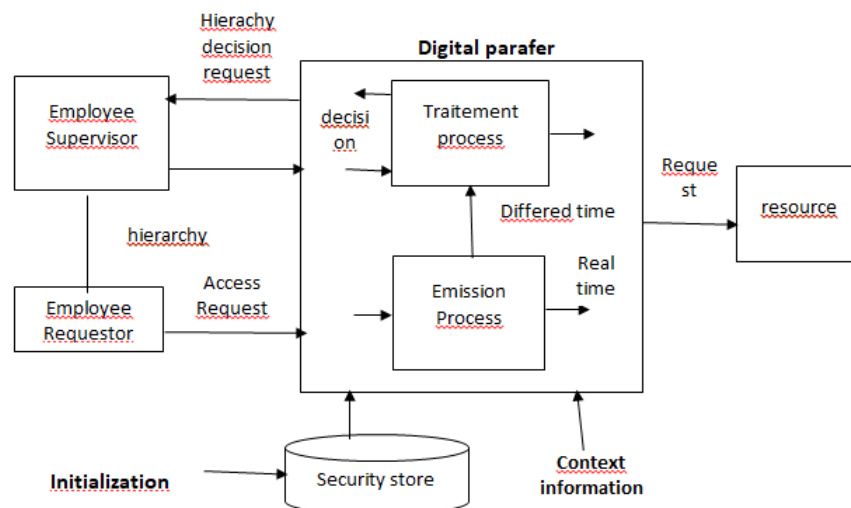 Hierachy
decision
request
Digital parafer
Employee
Supervisor
decisi
on
Traitement
process
Reque
st
resource
Differed time
hierarchy
Access
Request
Real
time
Employee
Requestor
Emission
Process
Initialization
Security store
Context
information